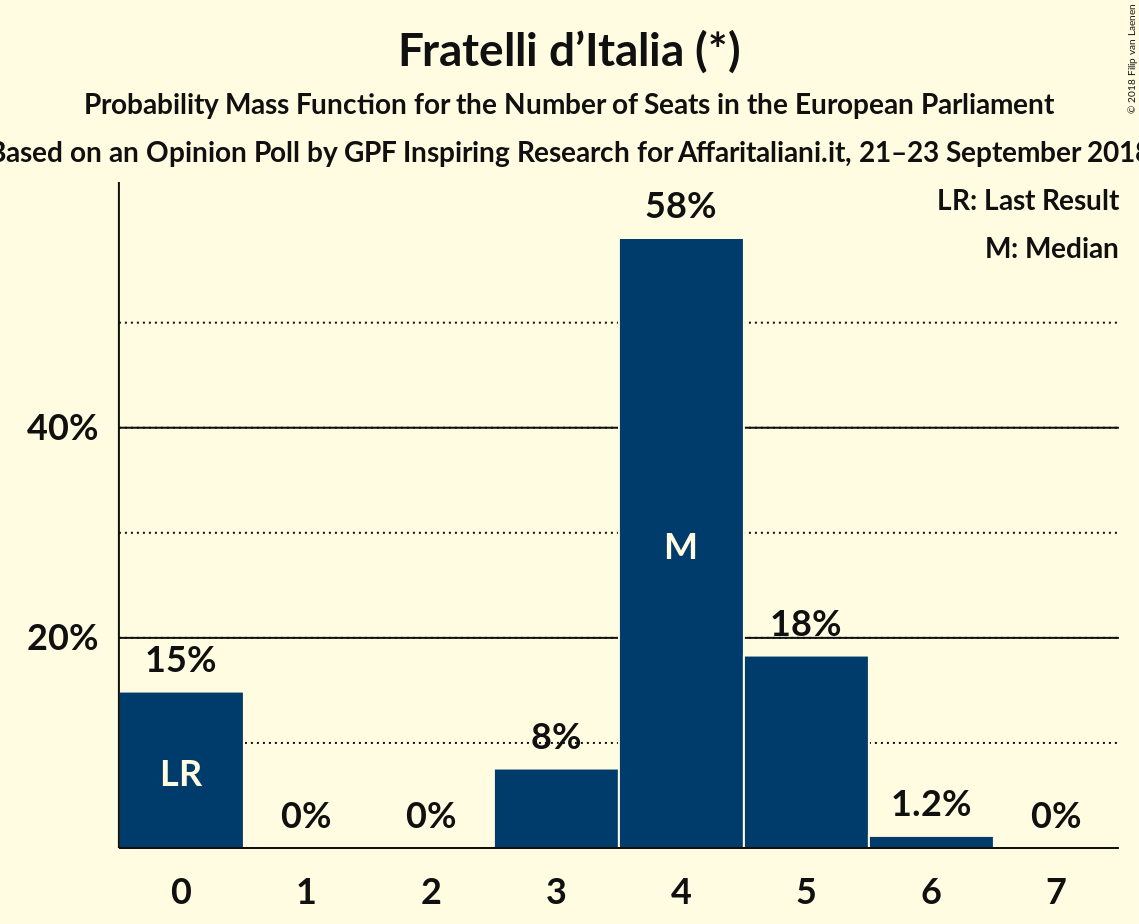 Fratelli d’Italia (*)
Probability Mass Function for the Number of Seats in the European Parliament
Based on an Opinion Poll by GPF Inspiring Research for Affaritaliani.it, 21–23 September 2018
© 2018 Filip van Laenen
LR: Last Result
M: Median
58%
40%
M
20%
18%
15%
8%
LR
1.2%
0%
0%
0%
0
1
2
3
4
5
6
7